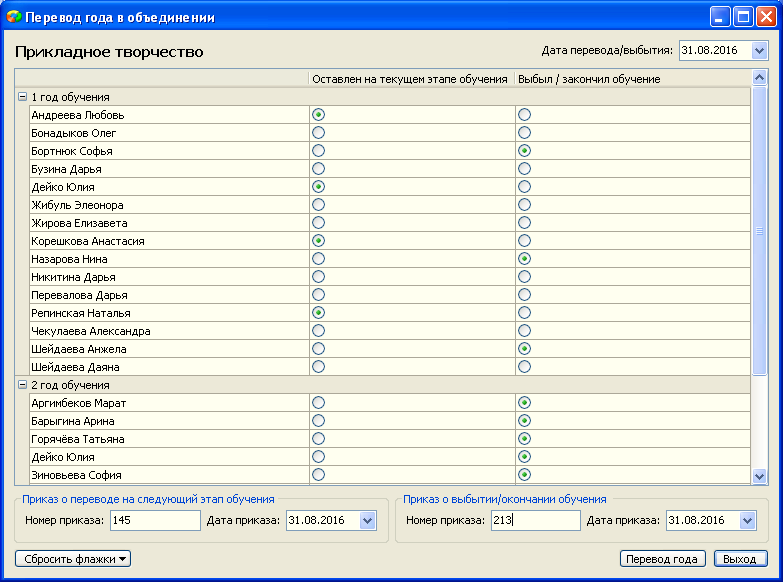 Перевод года в объединении
Прикладное творчество
Дата перевода/выбытия: 31.08.2016
Оставлен на текущем этапе обучения Выбыл / закончил обучение
1 год обучения
Андреева Любовь
Бонадыков Олег
Бортнюк Софья
Бузина Дарья
Дейко Юлия
Жибуль Элеонора
Жирова Елизавета
Корешкова Анастасия
Назарова Нина
Никитина Дарья
Перевалова Дарья
Репинская Наталья
Чекулаева Александра
Шейдаева Анжела
Шейдаева Даяна
2 год обучения
Аргимбеков Марат
Барыгина Арина
Горячёва Татьяна
Дейко Юлия
Зиновьева София
Приказ о переводе на следующий этап обучения Приказ о выбытии/окончании обучения
Номер приказа: 145 Дата приказа: 31.08.2016 Номер приказа: 213 Дата приказа: 31.08.2016
Сбросить флажки Перевод года Выход